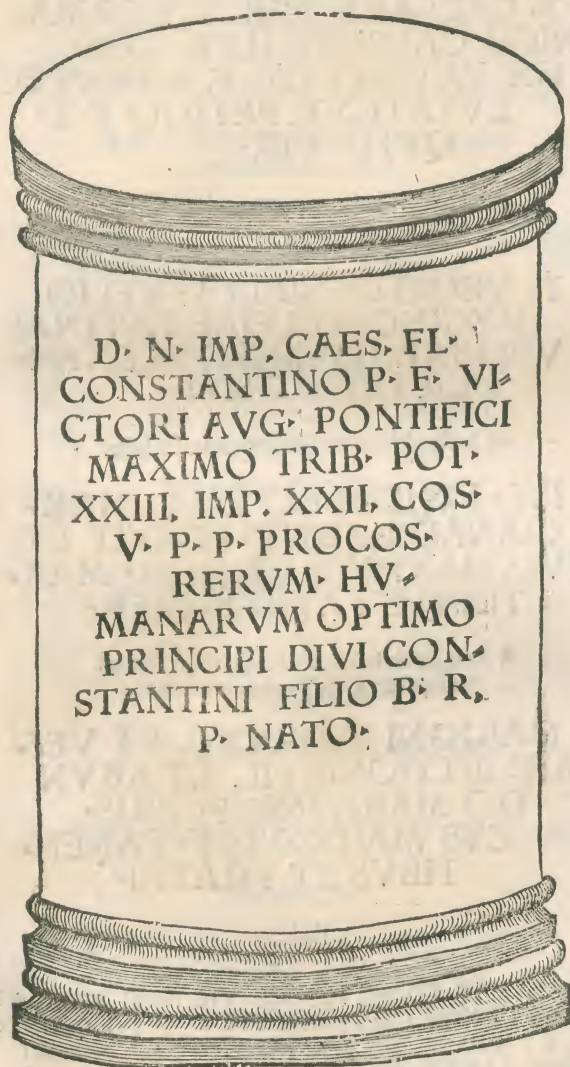 D· N· IMP. CAES. FL·
CONSTANTINO P· F· VI⸗
CTORI AVG· PONTIFICI
MAXIMO TRIB· POT·
XXIII. IMP. XXII. COS·
V· P· P· PROCOS·
RERVM· HV⸗
MANARVM OPTIMO
PRINCIPI DIVI CON⸗
STANTINI FILIO B· R.
P· NATO·